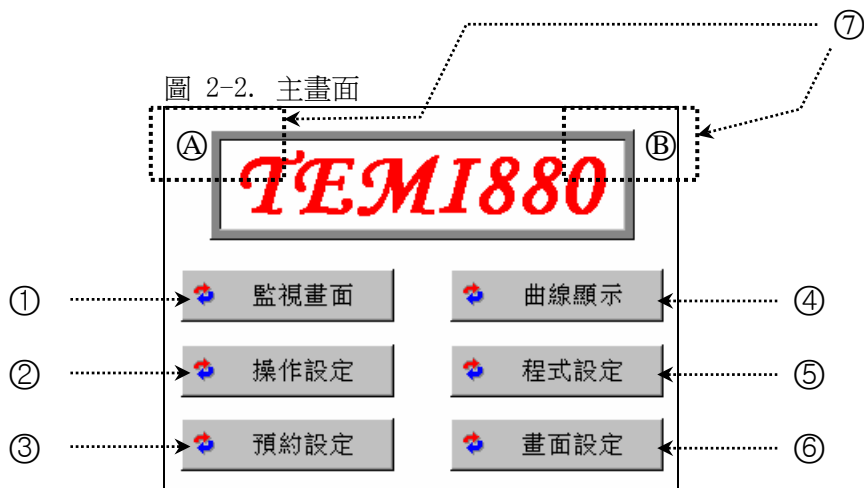 ⑦
圖 2-2. 主畫面
Ⓐ Ⓑ
TEMI880
① 監視畫面 曲線顯示 ④
② 操作設定 程式設定 ⑤
③ 預約設定 畫面設定 ⑥